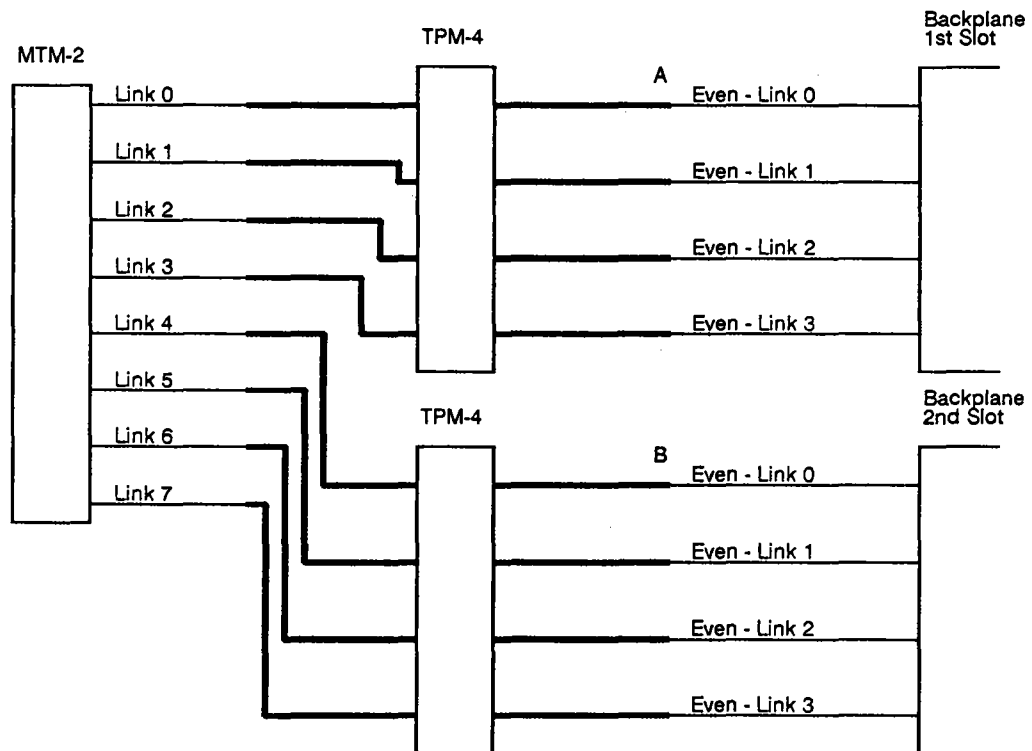 MTM-2
Link 0
Link 1
Link 2
Link 3
Link 4
Link 5
Link 6
Link 7
TPM-4
A
Even - Link 0
Even - Link 1
Even - Link 2
Even - Link 3
Backplane
1st Slot
TPM-4
B
Even - Link 0
Even - Link 1
Even - Link 2
Even - Link 3
Backplane
2nd Slot